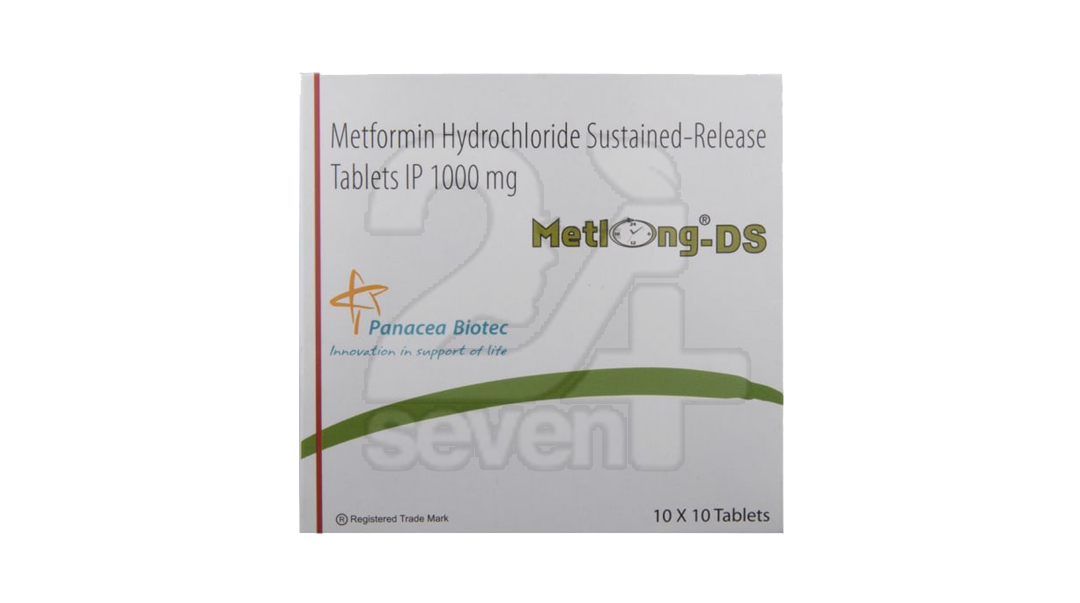 Metformin Hydrochloride Sustained-Release
Tablets IP 1000 mg
Metlong®-DS
Panacea Biotec
Innovation in support of life
24
seven
® Registered Trade Mark
10 X 10 Tablets